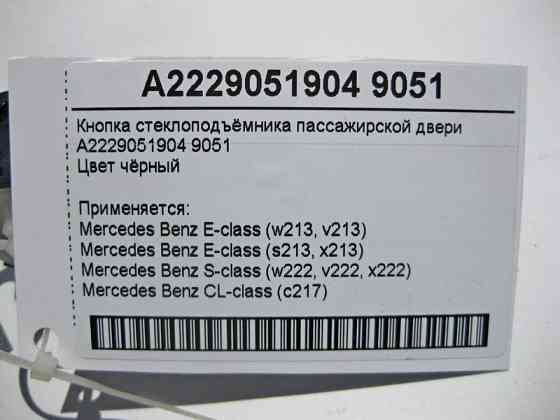 A2229051904 9051
Кнопка стеклоподъёмника пассажирской двери
A2229051904 9051
Цвет чёрный
Применяется:
Mercedes Benz E-class (w213, v213)
Mercedes Benz E-class (s213, x213)
Mercedes Benz S-class (w222, v222, x222)
Mercedes Benz CL-class (c217)